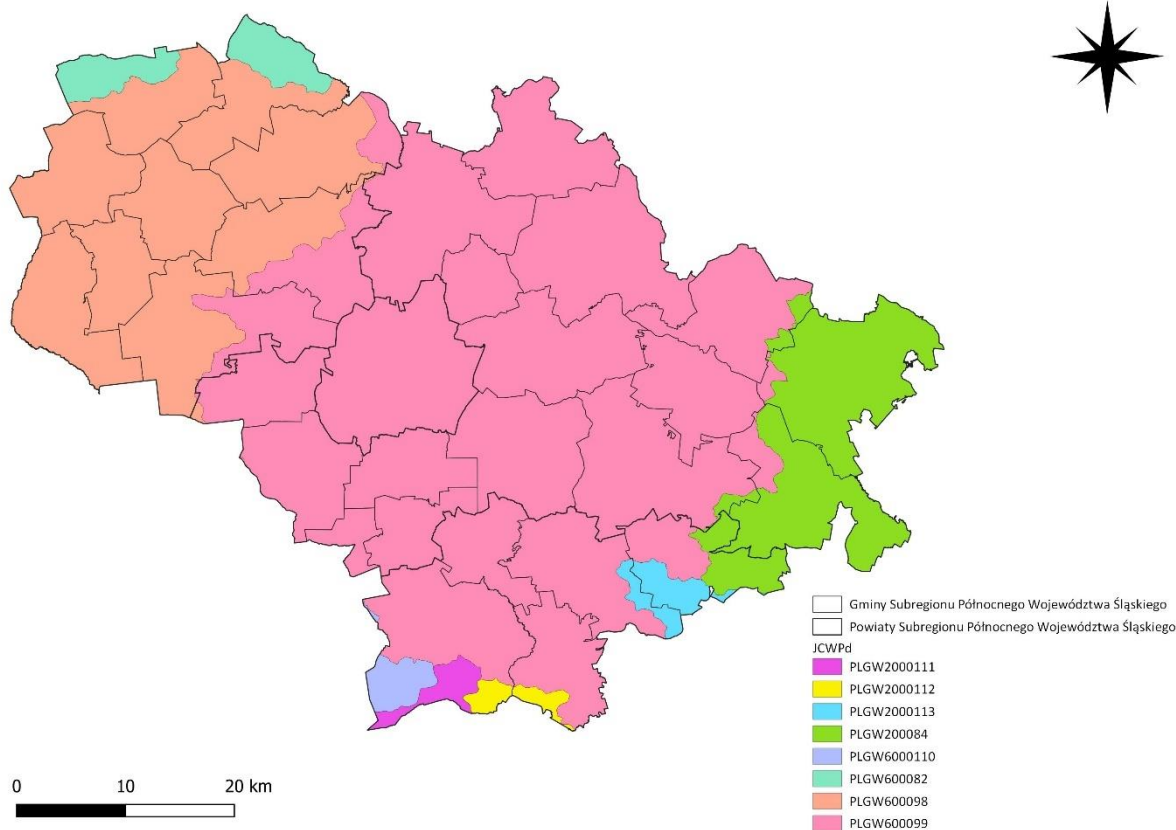 Gminy Subregionu Północnego Województwa Śląskiego
Powiaty Subregionu Północnego Województwa Śląskiego
JCWPd
PLGW2000111
PLGW2000112
PLGW2000113
PLGW200084
PLGW6000110
PLGW600082
PLGW600098
PLGW600099
0 10 20 km